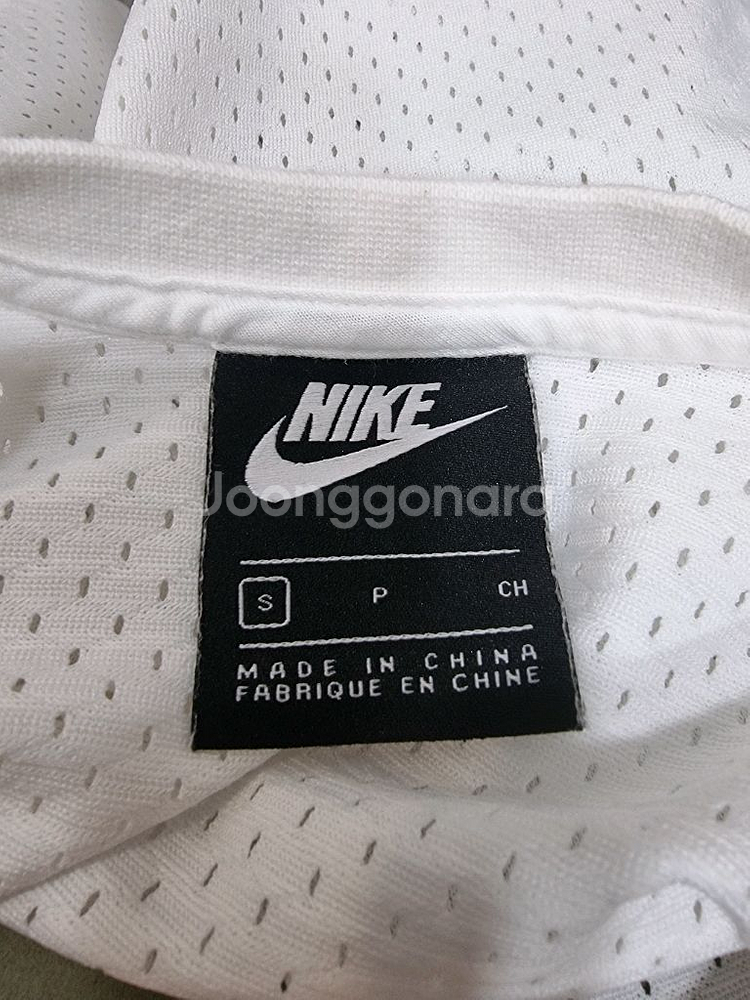 NIKE
Joonggonara
S P CH
MADE IN CHINA
FABRIQUE EN CHINE